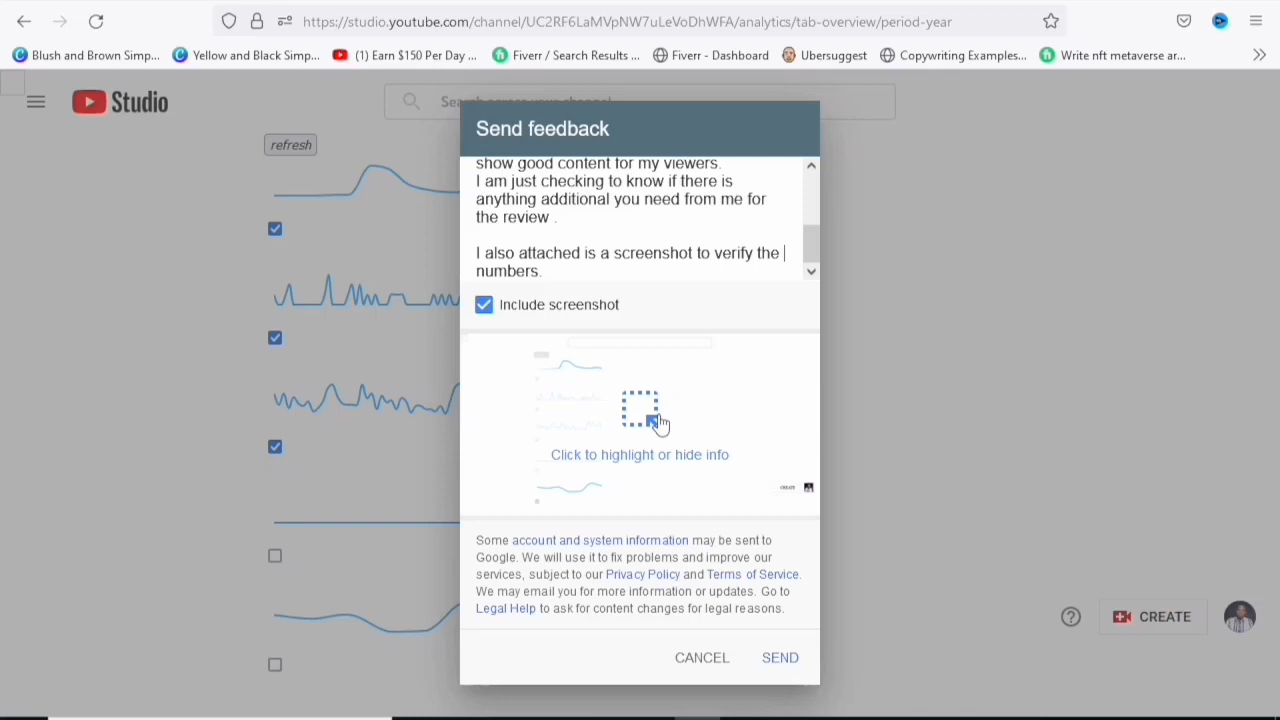 https://studio.youtube.com/channel/UC2RF6LaMVpNW7uLeVoDhWFA/analytics/tab-overview/period-year
Blush and Brown Simp... Yellow and Black Simp... (1) Earn $150 Per Day ... Fiverr / Search Results ... Fiverr - Dashboard Ubersuggest Copywriting Examples... Write nft metaverse ar...
Studio
Search across your channel
refresh
Send feedback
show good content for my viewers.
I am just checking to know if there is
anything additional you need from me for
the review .
I also attached is a screenshot to verify the
numbers.
Include screenshot
Click to highlight or hide info
CREATE
Some account and system information may be sent to
Google. We will use it to fix problems and improve our
services, subject to our Privacy Policy and Terms of Service.
We may email you for more information or updates. Go to
Legal Help to ask for content changes for legal reasons.
CREATE
CANCEL SEND